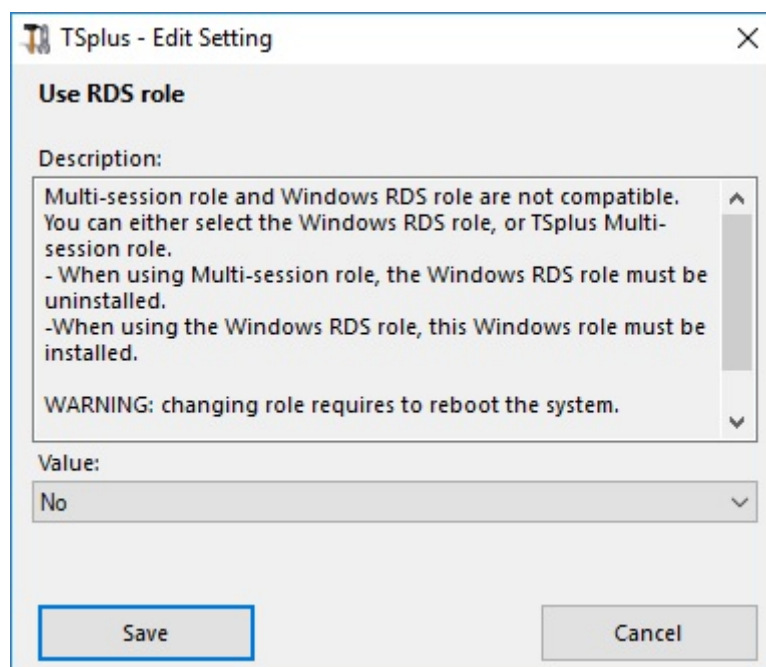 TSplus - Edit Setting
Use RDS role
Description:
Multi-session role and Windows RDS role are not compatible.
You can either select the Windows RDS role, or TSplus Multi-
session role.
- When using Multi-session role, the Windows RDS role must be
uninstalled.
-When using the Windows RDS role, this Windows role must be
installed.
WARNING: changing role requires to reboot the system.
Value:
No
Save
Cancel